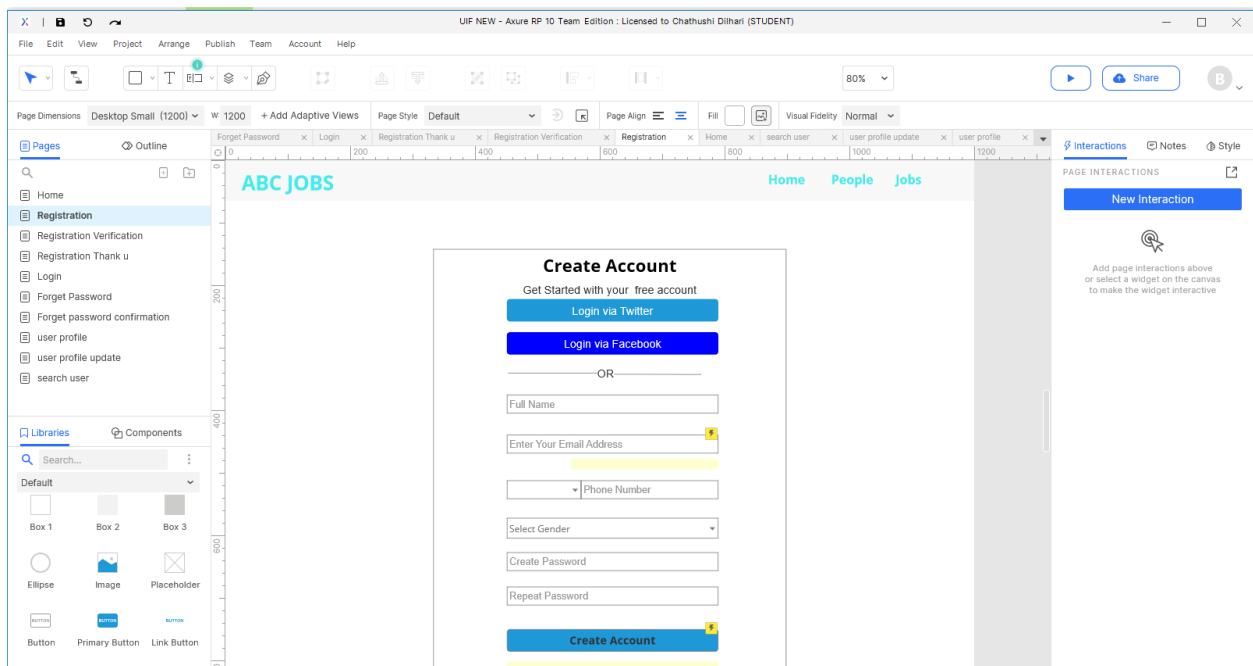 UIF NEW - Axure RP 10 Team Edition : Licensed to Chathushi Dilhari (STUDENT)
File Edit View Project Arrange Publish Team Account Help
80% Share B
Page Dimensions Desktop Small (1200) W 1200 + Add Adaptive Views Page Style Default Page Align Fill Visual Fidelity Normal
Pages Outline
Forget Password Login Registration Thank u Registration Verification Registration Home search user user profile update user profile
0 200 400 600 800 1000 1200
Interactions Notes Style
PAGE INTERACTIONS
New Interaction
Add page interactions above
or select a widget on the canvas
to make the widget interactive
Home
Registration
Registration Verification
Registration Thank u
Login
Forget Password
Forget password confirmation
user profile
user profile update
search user
Libraries Components
Search...
Default
Box 1 Box 2 Box 3
Ellipse Image Placeholder
BUTTON BUTTON BUTTON
Button Primary Button Link Button
0
200
400
600
ABC JOBS Home People Jobs
Create Account
Get Started with your free account
Login via Twitter
Login via Facebook
OR
Full Name
Enter Your Email Address
Phone Number
Select Gender
Create Password
Repeat Password
Create Account